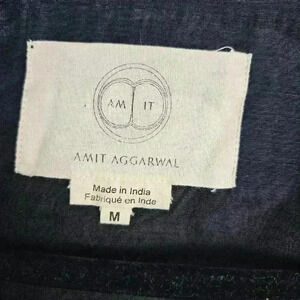 AM IT
AMIT AGGARWAL
Made in India
Fabriqué en Inde
M